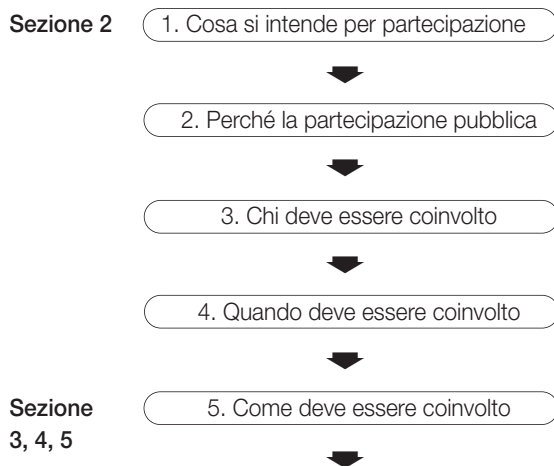 Sezione 2
1. Cosa si intende per partecipazione
2. Perché la partecipazione pubblica
3. Chi deve essere coinvolto
4. Quando deve essere coinvolto
Sezione
3, 4, 5
5. Come deve essere coinvolto